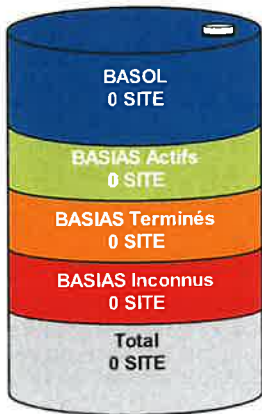 BASOL
0 SITE
BASIAS Actifs
0 SITE
BASIAS Terminés
0 SITE
BASIAS Inconnus
0 SITE
Total
0 SITE